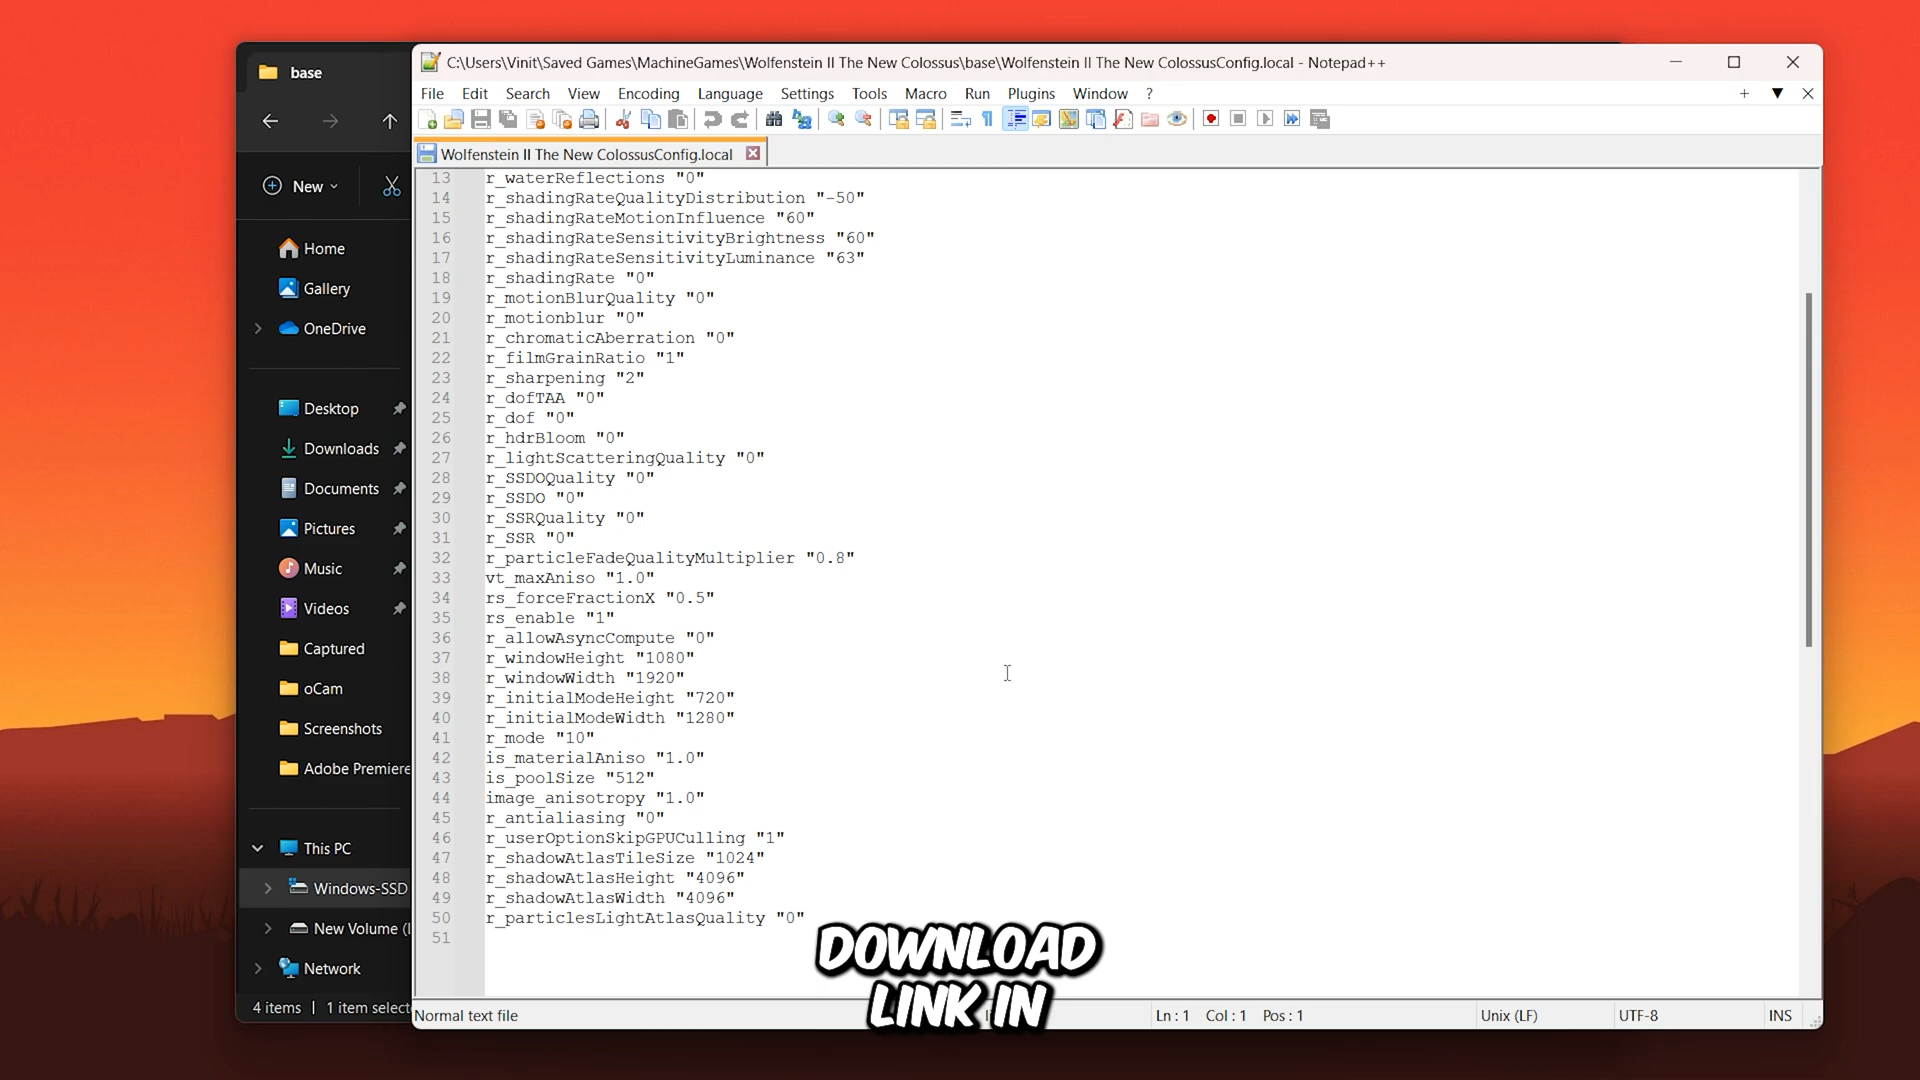 base
C:\Users\Vinit\Saved Games\MachineGames\Wolfenstein II The New Colossus\base\Wolfenstein II The New ColossusConfig.local - Notepad++
File Edit Search View Encoding Language Settings Tools Macro Run Plugins Window ?
Wolfenstein II The New ColossusConfig.local
New
Home
Gallery
OneDrive
Desktop
Downloads
Documents
Pictures
Music
Videos
Captured
oCam
Screenshots
Adobe Premiere
This PC
Windows-SSD
New Volume (
Network
4 items | 1 item select
13 r_waterReflections "0"
14 r_shadingRateQualityDistribution "-50"
15 r_shadingRateMotionInfluence "60"
16 r_shadingRateSensitivityBrightness "60"
17 r_shadingRateSensitivityLuminance "63"
18 r_shadingRate "0"
19 r_motionBlurQuality "0"
20 r_motionblur "0"
21 r_chromaticAberration "0"
22 r_filmGrainRatio "1"
23 r_sharpening "2"
24 r_dofTAA "0"
25 r_dof "0"
26 r_hdrBloom "0"
27 r_lightScatteringQuality "0"
28 r_SSDOQuality "0"
29 r_SSDO "0"
30 r_SSRQuality "0"
31 r_SSR "0"
32 r_particleFadeQualityMultiplier "0.8"
33 vt_maxAniso "1.0"
34 rs_forceFractionX "0.5"
35 rs_enable "1"
36 r_allowAsyncCompute "0"
37 r_windowHeight "1080"
38 r_windowWidth "1920"
39 r_initialModeHeight "720"
40 r_initialModeWidth "1280"
41 r_mode "10"
42 is_materialAniso "1.0"
43 is_poolSize "512"
44 image_anisotropy "1.0"
45 r_antialiasing "0"
46 r_userOptionSkipGPUCulling "1"
47 r_shadowAtlasTileSize "1024"
48 r_shadowAtlasHeight "4096"
49 r_shadowAtlasWidth "4096"
50 r_particlesLightAtlasQuality "0"
51
DOWNLOAD
LINK IN
Normal text file
Ln : 1 Col : 1 Pos : 1
Unix (LF)
UTF-8
INS